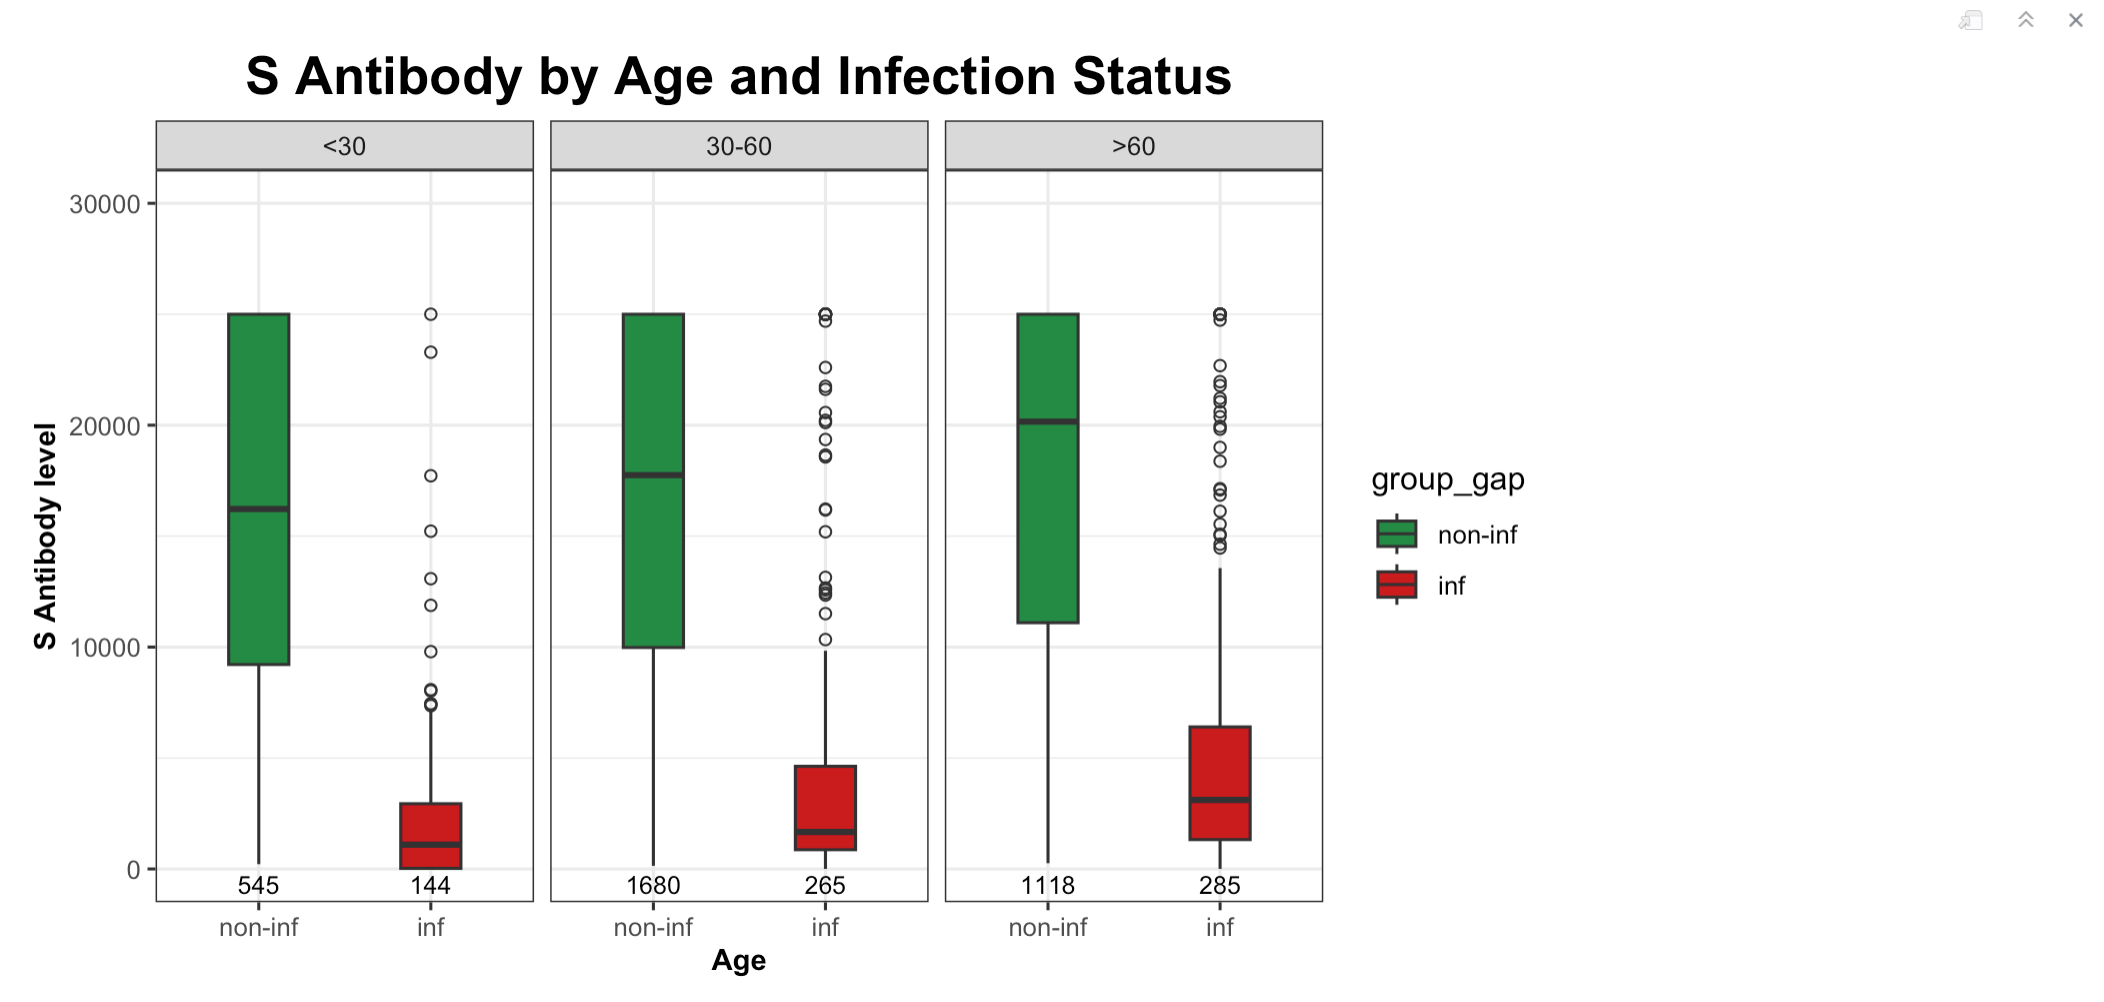 S Antibody by Age and Infection Status
<30
30-60
>60
30000
20000
10000
0
S Antibody level
545
144
1680
265
1118
285
non-inf
inf
non-inf
inf
non-inf
inf
Age
group_gap
non-inf
inf